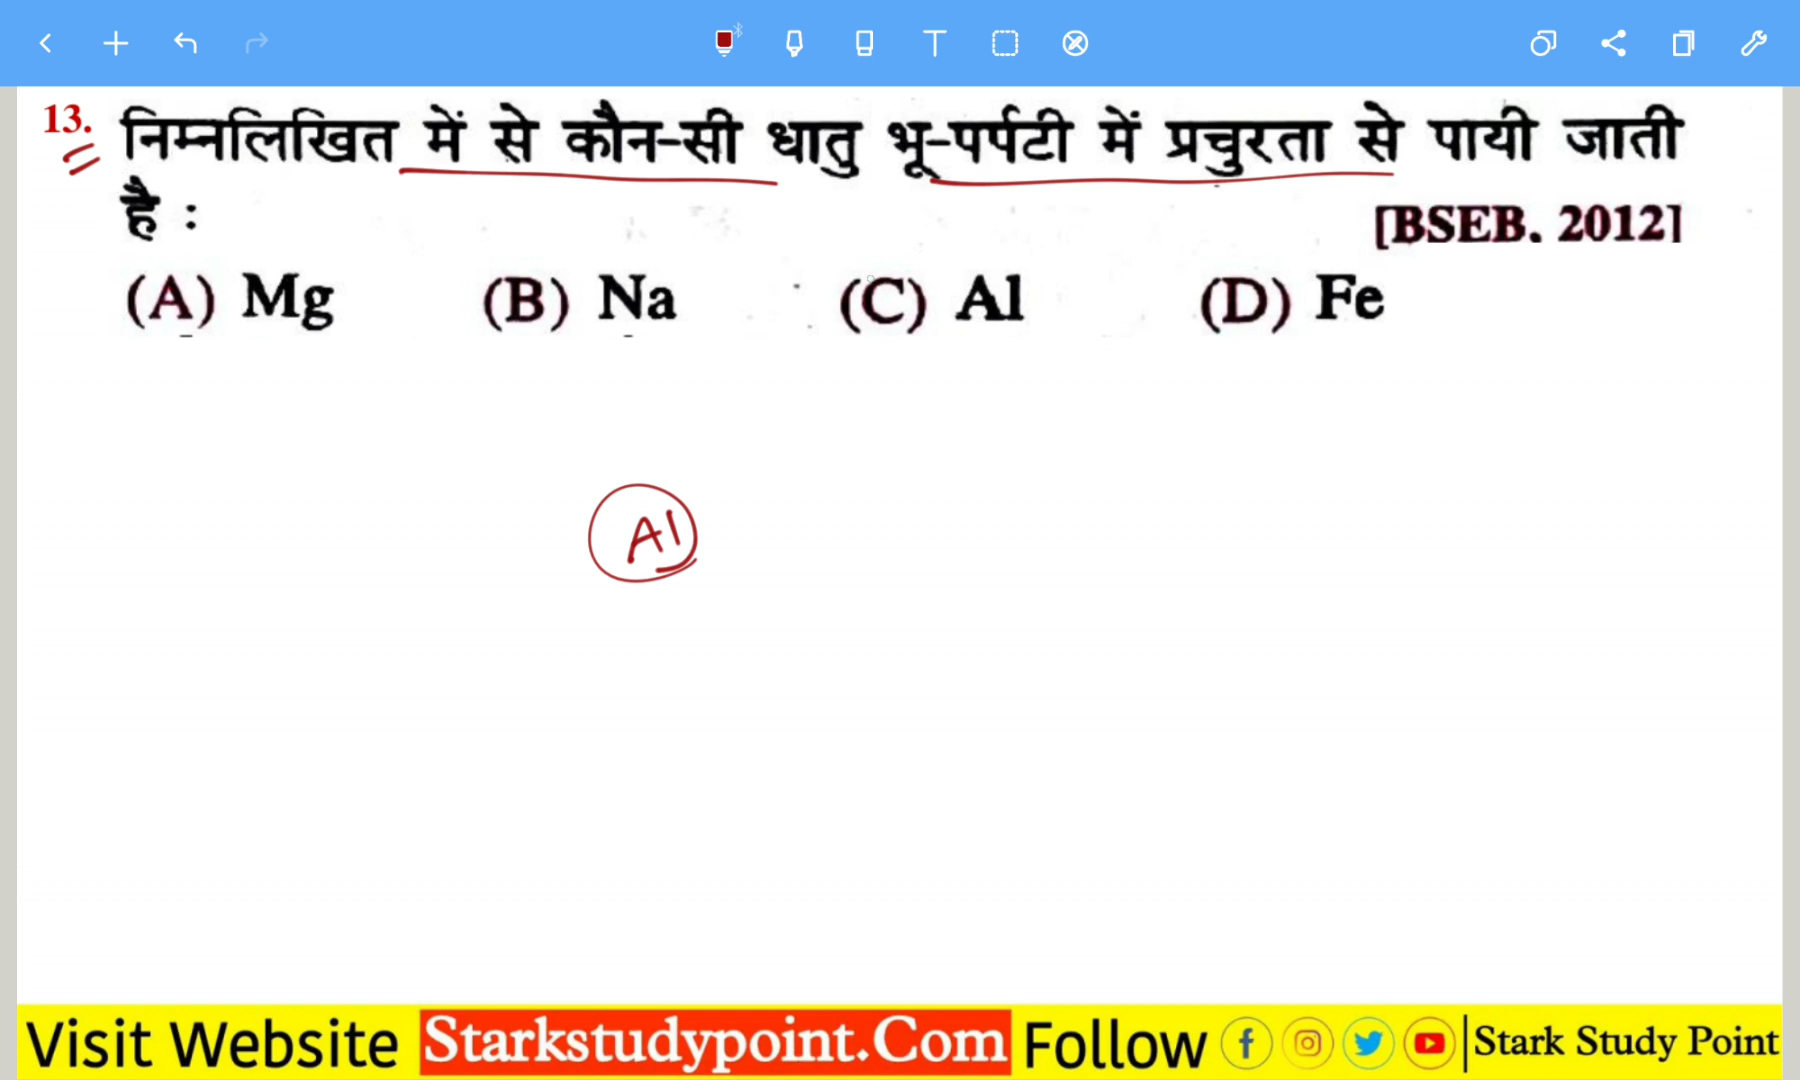 13. निम्नलिखित में से कौन-सी धातु भू-पर्पटी में प्रचुरता से पायी जाती
है : [BSEB. 2012]
(A) Mg (B) Na (C) Al (D) Fe
Al
Visit Website Starkstudypoint.Com Follow Stark Study Point